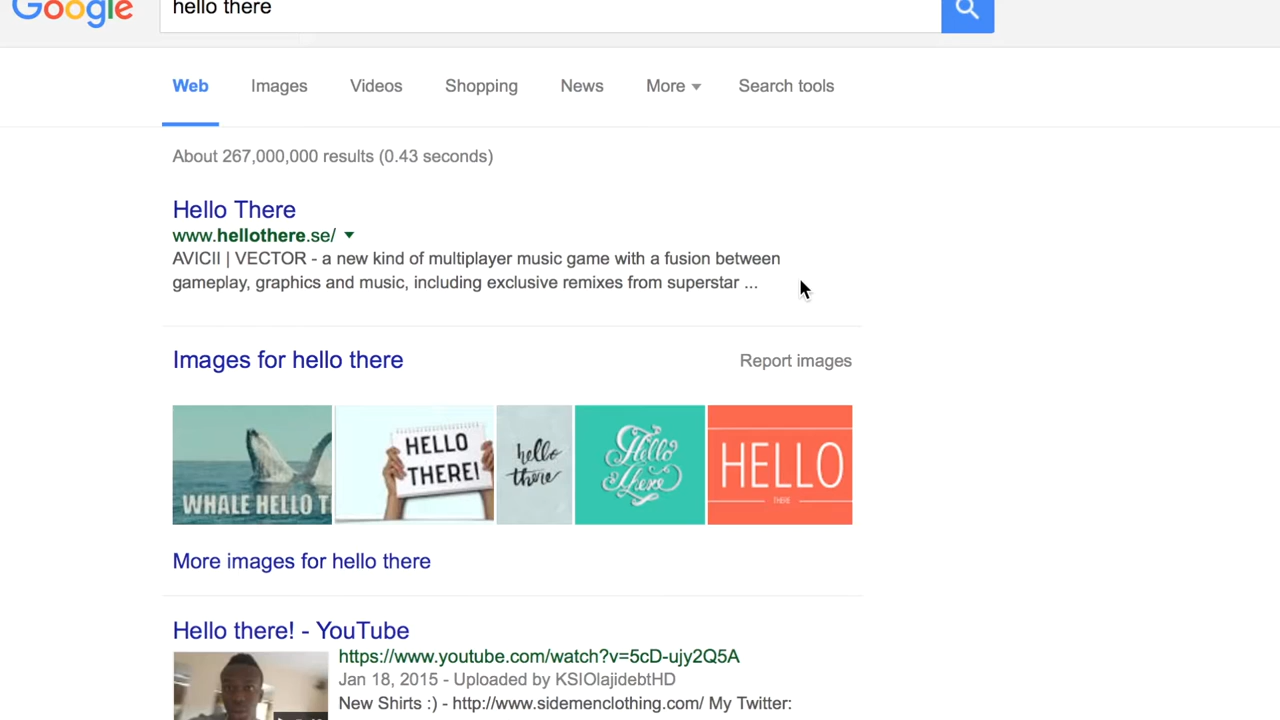 Google
hello there
Web Images Videos Shopping News More Search tools
About 267,000,000 results (0.43 seconds)
Hello There
www.hellothere.se/
AVICII | VECTOR - a new kind of multiplayer music game with a fusion between
gameplay, graphics and music, including exclusive remixes from superstar ...
Images for hello there
Report images
WHALE HELLO T
HELLO
THERE!
hello
there
Hello
there
HELLO
THERE
More images for hello there
Hello there! - YouTube
https://www.youtube.com/watch?v=5cD-ujy2Q5A
Jan 18, 2015 - Uploaded by KSIOlajidebtHD
New Shirts :) - http://www.sidemenclothing.com/ My Twitter: